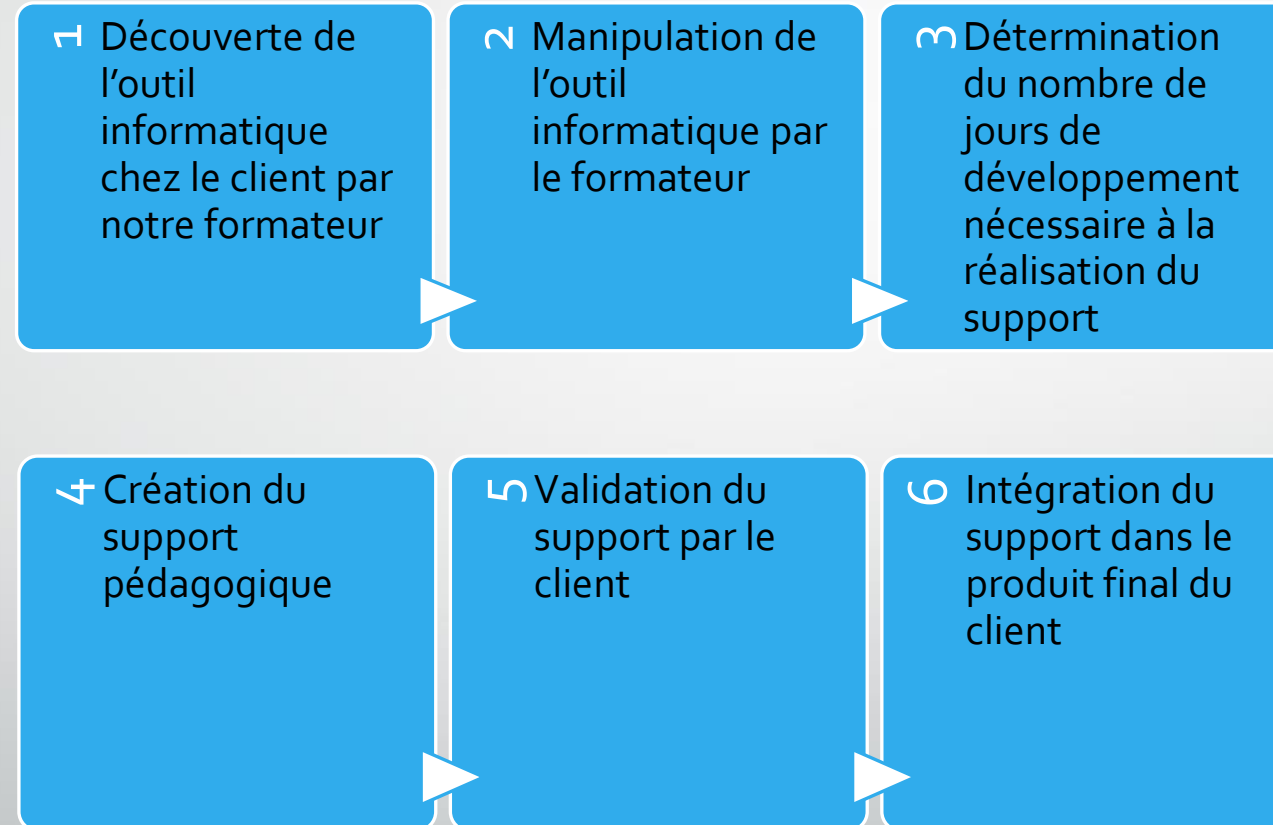 1
Découverte de
l’outil
informatique
chez le client par
notre formateur
2
Manipulation de
l’outil
informatique par
le formateur
3
Détermination
du nombre de
jours de
développement
nécessaire à la
réalisation du
support
4
Création du
support
pédagogique
5
Validation du
support par le
client
6
Intégration du
support dans le
produit final du
client